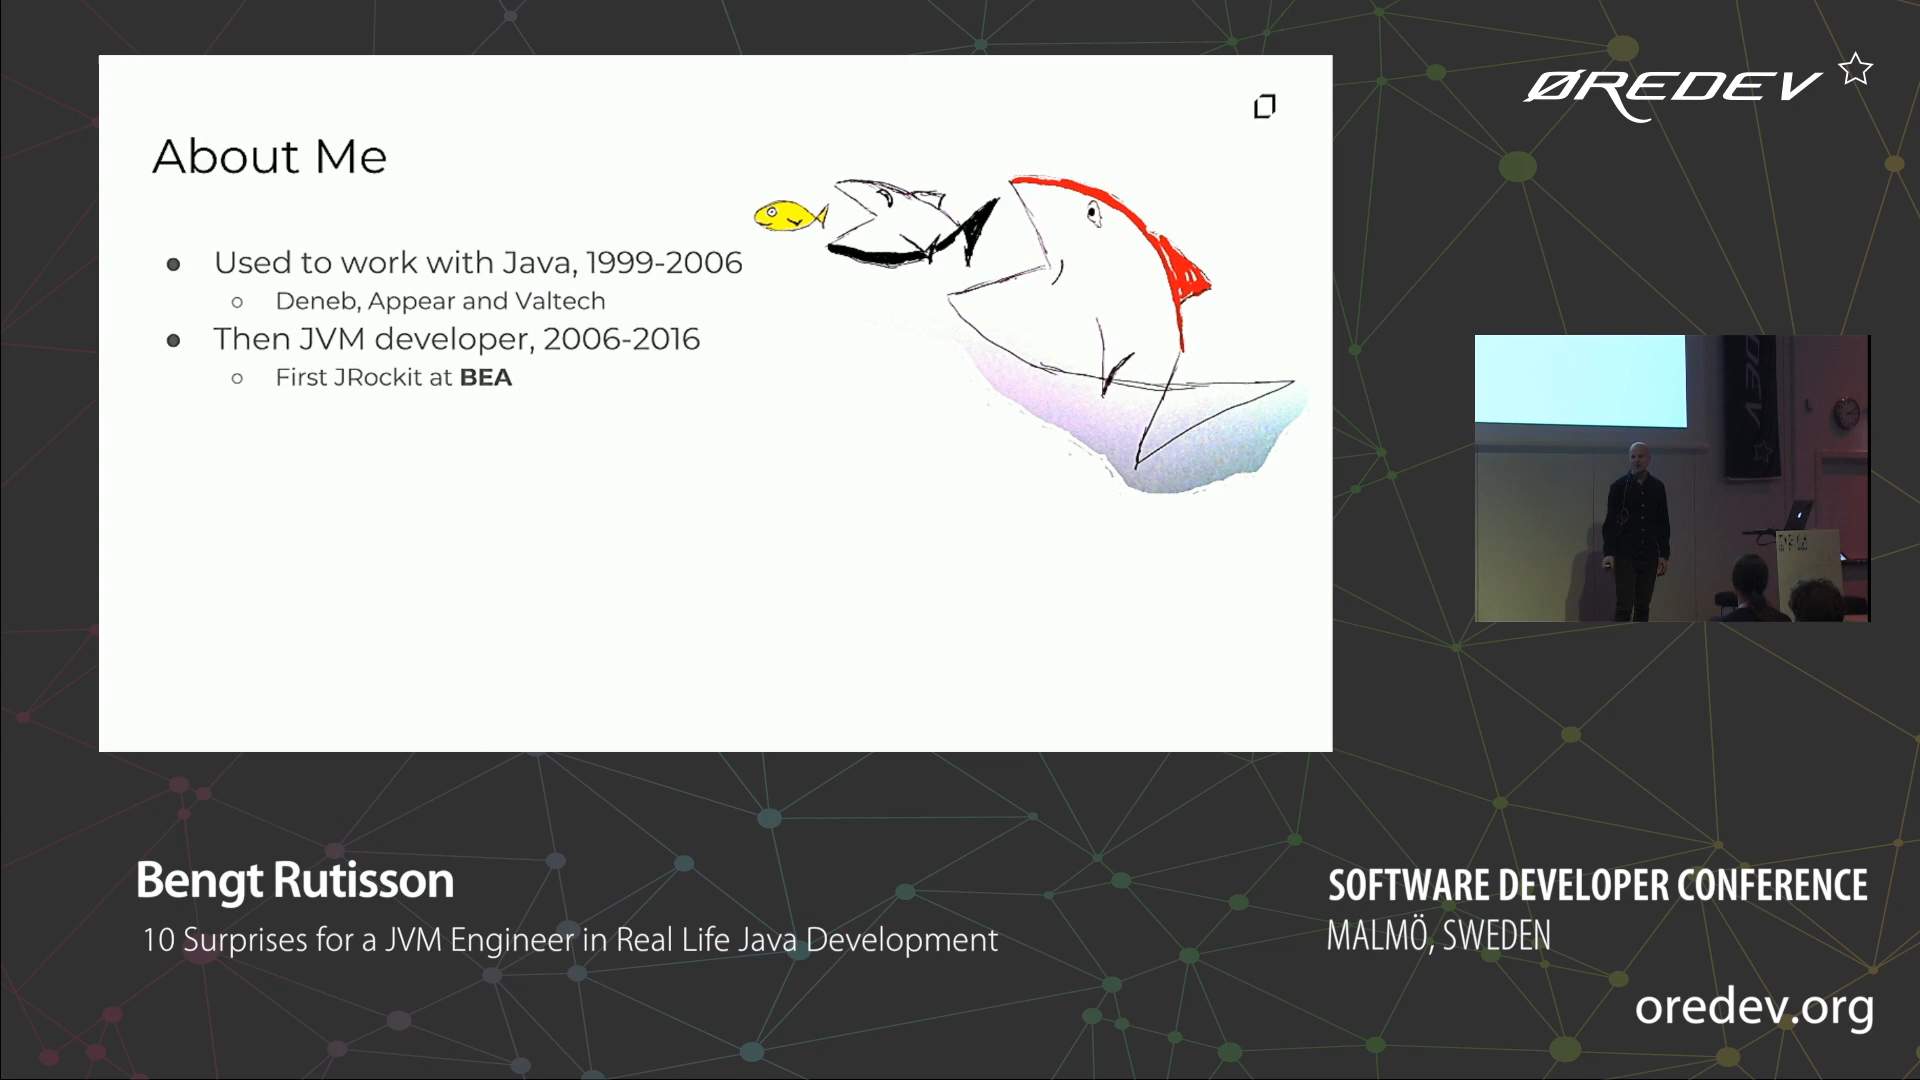 ØREDEV
About Me
Used to work with Java, 1999-2006
Deneb, Appear and Valtech
Then JVM developer, 2006-2016
First JRockit at BEA
Bengt Rutisson
10 Surprises for a JVM Engineer in Real Life Java Development
SOFTWARE DEVELOPER CONFERENCE
MALMÖ, SWEDEN
oredev.org